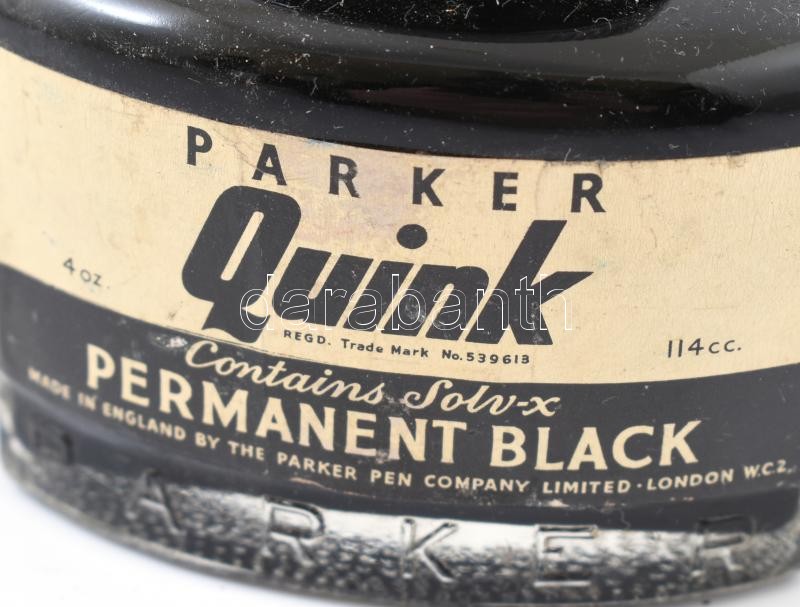 PARKER
Quink
darabanth
4 oz.
REGD. Trade Mark No.539613
114cc.
Contains Solv-x
PERMANENT BLACK
MADE IN ENGLAND BY THE PARKER PEN COMPANY LIMITED·LONDON W.C.2.
PARKER